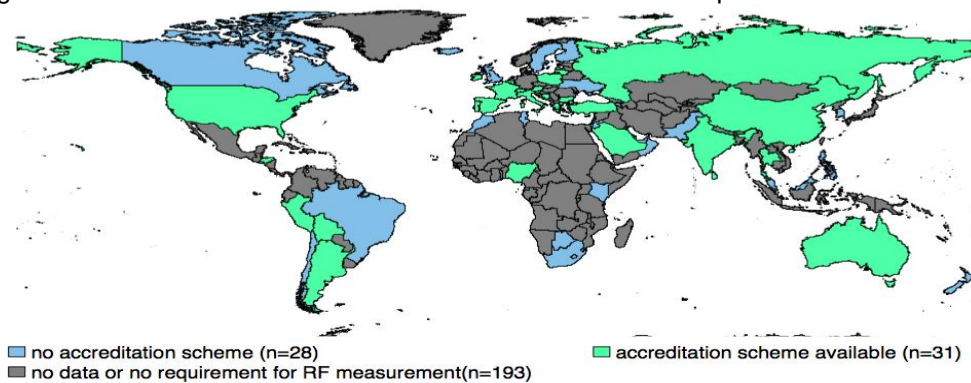 no accreditation scheme (n=28)
accreditation scheme available (n=31)
no data or no requirement for RF measurement(n=193)